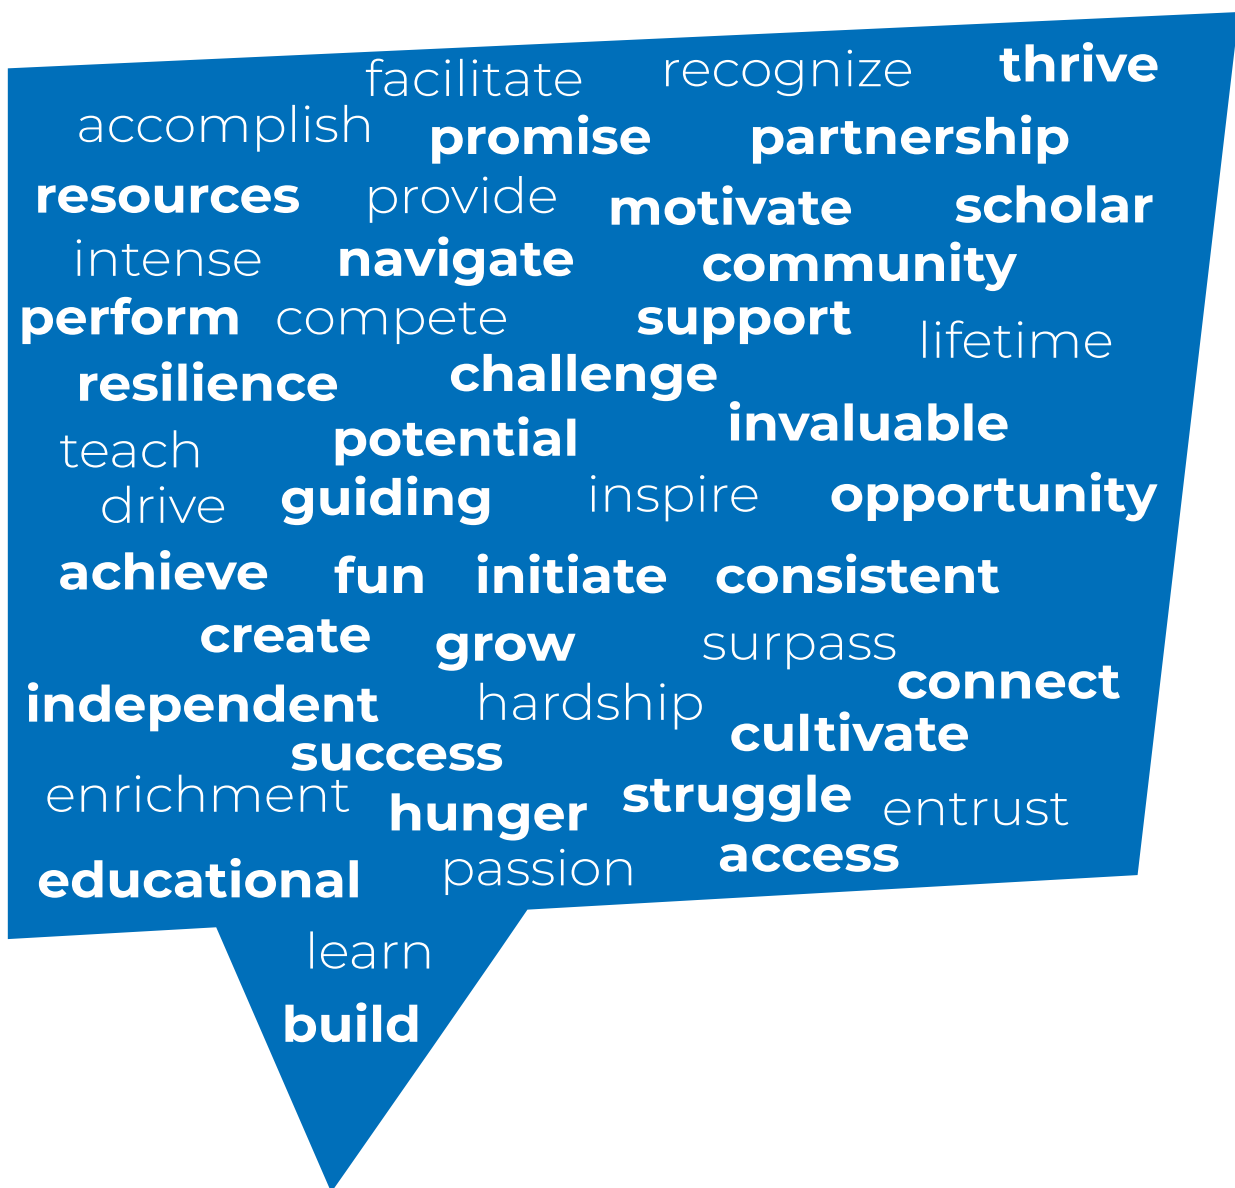 facilitate recognize thrive
accomplish promise partnership
resources provide motivate scholar
intense navigate community
perform compete support lifetime
resilience challenge
teach potential invaluable
drive guiding inspire opportunity
achieve fun initiate consistent
create grow surpass
independent hardship connect
success cultivate
enrichment hunger struggle entrust
educational passion access
learn
build